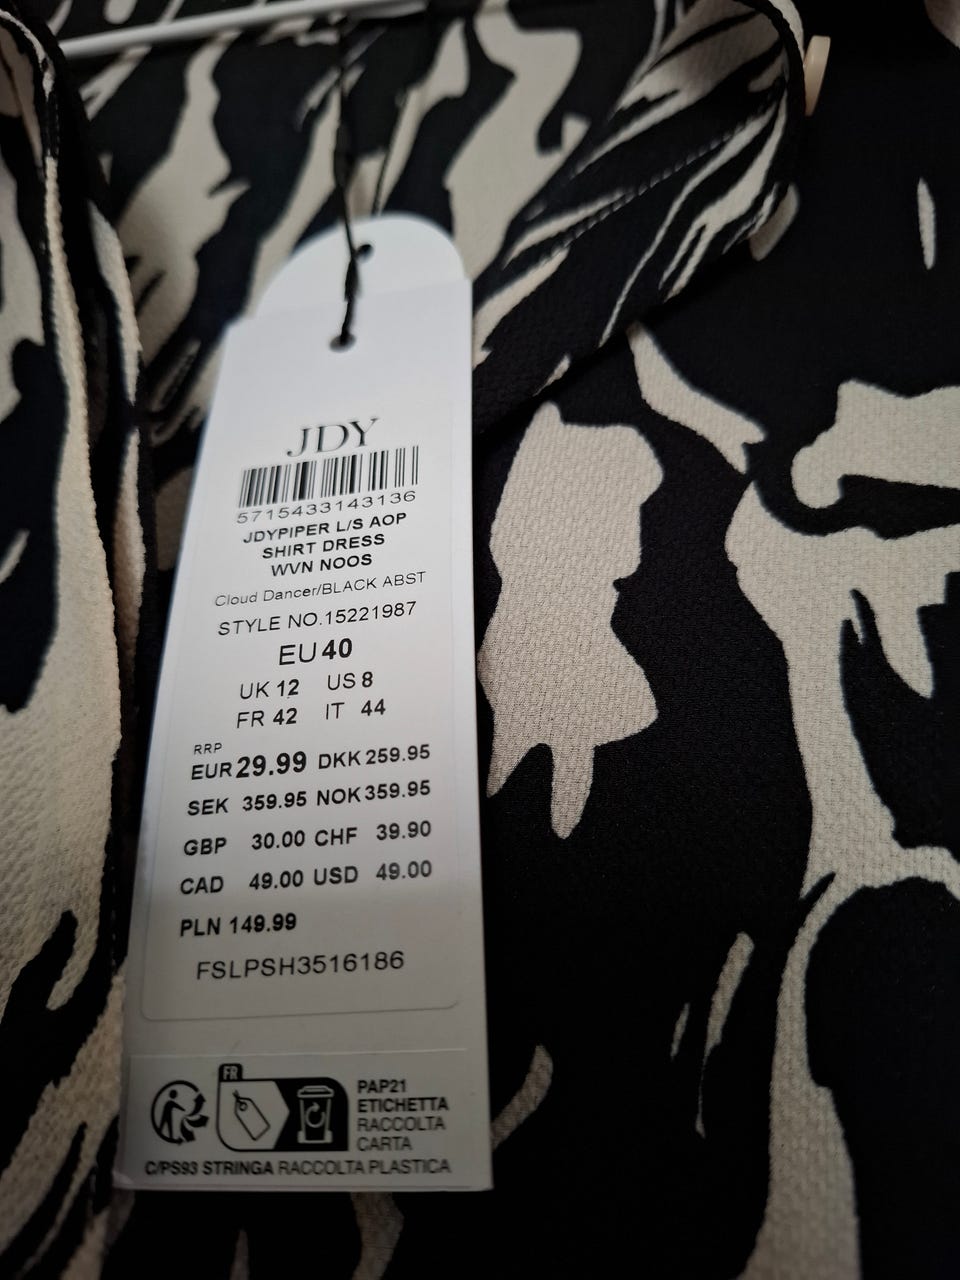 JDY
5715433143136
JDYPIPER L/S AOP
SHIRT DRESS
WVN NOOS
Cloud Dancer/BLACK ABST
STYLE NO.15221987
EU 40
UK 12 US 8
FR 42 IT 44
RRP
EUR 29.99 DKK 259.95
SEK 359.95 NOK 359.95
GBP 30.00 CHF 39.90
CAD 49.00 USD 49.00
PLN 149.99
FSLPSH3516186
FR
PAP21
ETICHETTA
RACCOLTA
CARTA
C/PS93 STRINGA RACCOLTA PLASTICA